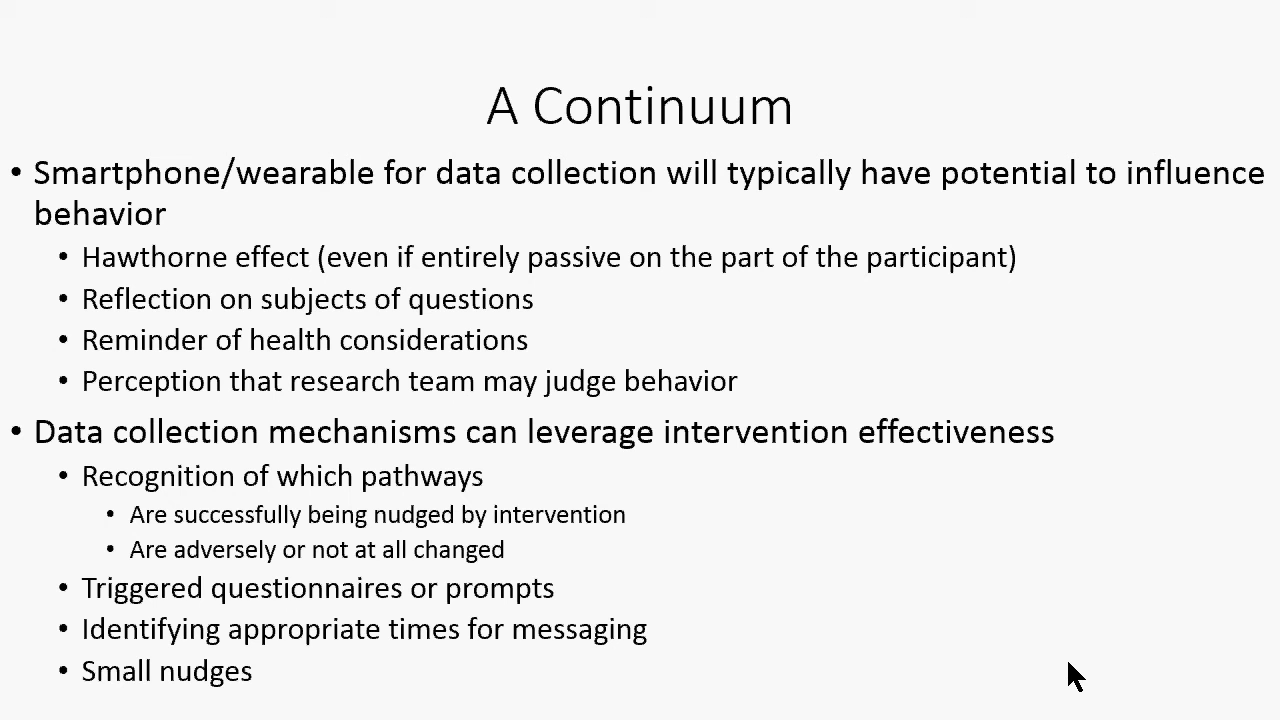 A Continuum
• Smartphone/wearable for data collection will typically have potential to influence
behavior
• Hawthorne effect (even if entirely passive on the part of the participant)
• Reflection on subjects of questions
• Reminder of health considerations
• Perception that research team may judge behavior
• Data collection mechanisms can leverage intervention effectiveness
• Recognition of which pathways
• Are successfully being nudged by intervention
• Are adversely or not at all changed
• Triggered questionnaires or prompts
• Identifying appropriate times for messaging
• Small nudges